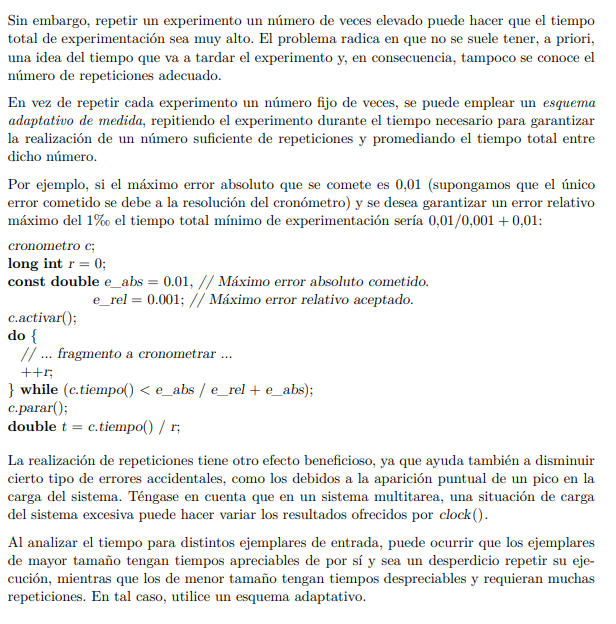 Sin embargo, repetir un experimento un número de veces elevado puede hacer que el tiempo
total de experimentación sea muy alto. El problema radica en que no se suele tener, a priori,
una idea del tiempo que va a tardar el experimento y, en consecuencia, tampoco se conoce el
número de repeticiones adecuado.
En vez de repetir cada experimento un número fijo de veces, se puede emplear un esquema
adaptativo de medida, repitiendo el experimento durante el tiempo necesario para garantizar
la realización de un número suficiente de repeticiones y promediando el tiempo total entre
dicho número.
Por ejemplo, si el máximo error absoluto que se comete es 0,01 (supongamos que el único
error cometido se debe a la resolución del cronómetro) y se desea garantizar un error relativo
máximo del 1‰ el tiempo total mínimo de experimentación sería 0,01/0,001 + 0,01:
cronometro c;
long int r = 0;
const double e_abs = 0.01, // Máximo error absoluto cometido.
e_rel = 0.001; // Máximo error relativo aceptado.
c.activar();
do {
// ... fragmento a cronometrar ...
++r;
} while (c.tiempo() < e_abs / e_rel + e_abs);
c.parar();
double t = c.tiempo() / r;
La realización de repeticiones tiene otro efecto beneficioso, ya que ayuda también a disminuir
cierto tipo de errores accidentales, como los debidos a la aparición puntual de un pico en la
carga del sistema. Téngase en cuenta que en un sistema multitarea, una situación de carga
del sistema excesiva puede hacer variar los resultados ofrecidos por clock().
Al analizar el tiempo para distintos ejemplares de entrada, puede ocurrir que los ejemplares
de mayor tamaño tengan tiempos apreciables de por sí y sea un desperdicio repetir su eje-
cución, mientras que los de menor tamaño tengan tiempos despreciables y requieran muchas
repeticiones. En tal caso, utilice un esquema adaptativo.